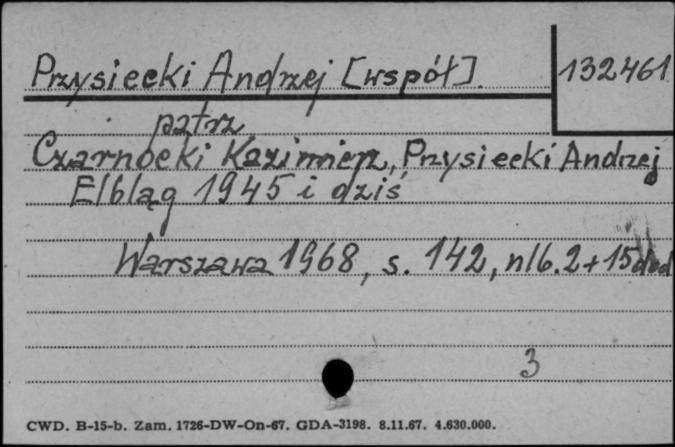 Przysiecki Andrzej [współ]
132461
patrz
Czarnocki Kazimierz, Przysiecki Andrzej
Elbląg 1945 i dziś
Warszawa 1968, s. 142, nlb. 2 + 15
3
CWD. B-15-b. Zam. 1726-DW-On-67. GDA-3198. 8.11.67. 4.630.000.